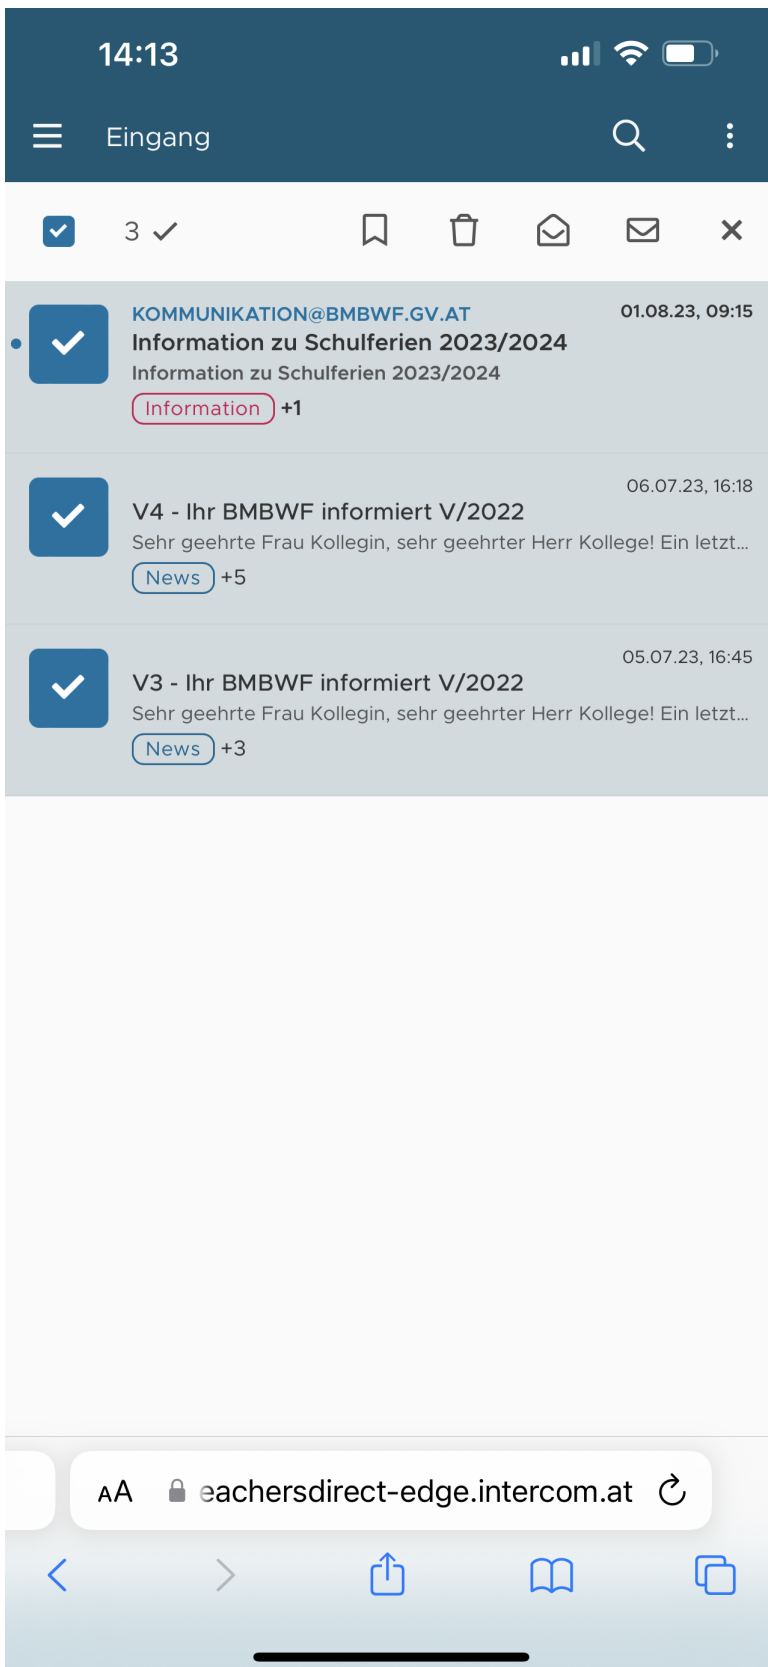 14:13
Eingang
3
KOMMUNIKATION@BMBWF.GV.AT
01.08.23, 09:15
Information zu Schulferien 2023/2024
Information zu Schulferien 2023/2024
Information +1
06.07.23, 16:18
V4 - Ihr BMBWF informiert V/2022
Sehr geehrte Frau Kollegin, sehr geehrter Herr Kollege! Ein letzt...
News +5
05.07.23, 16:45
V3 - Ihr BMBWF informiert V/2022
Sehr geehrte Frau Kollegin, sehr geehrter Herr Kollege! Ein letzt...
News +3
AA eachersdirect-edge.intercom.at